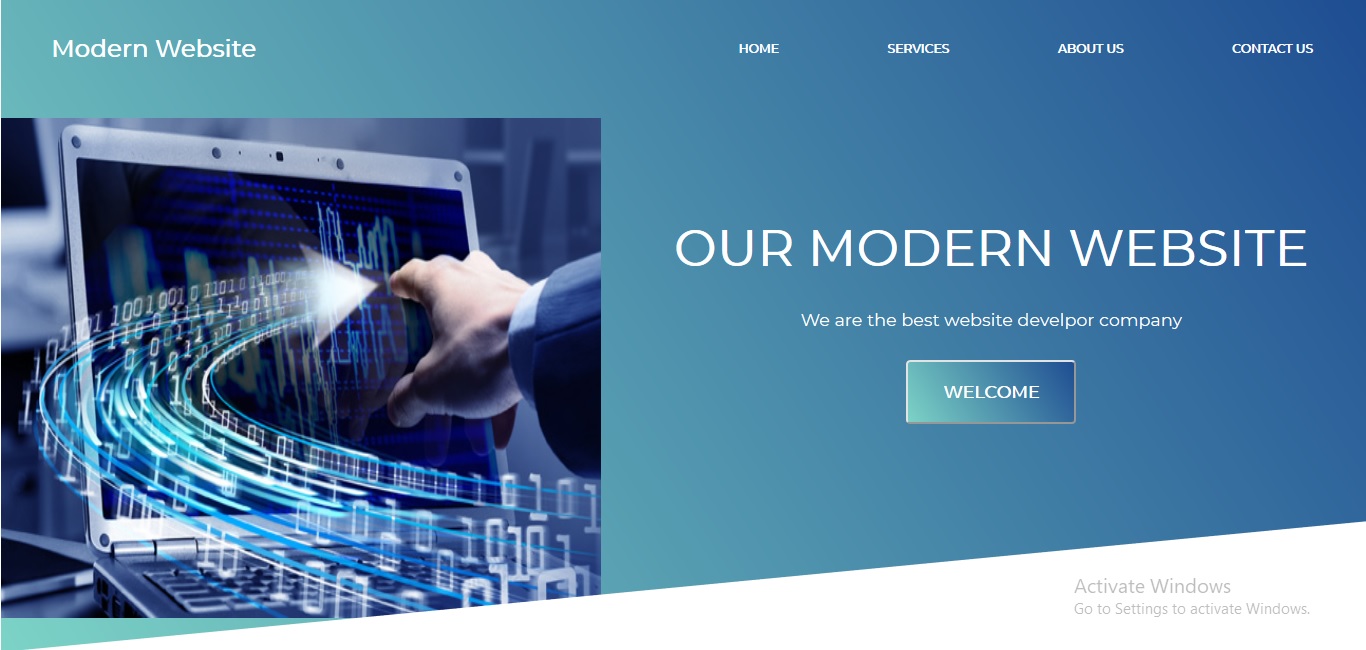 Modern Website
HOME SERVICES ABOUT US CONTACT US
OUR MODERN WEBSITE
We are the best website develpor company
WELCOME
Activate Windows
Go to Settings to activate Windows.